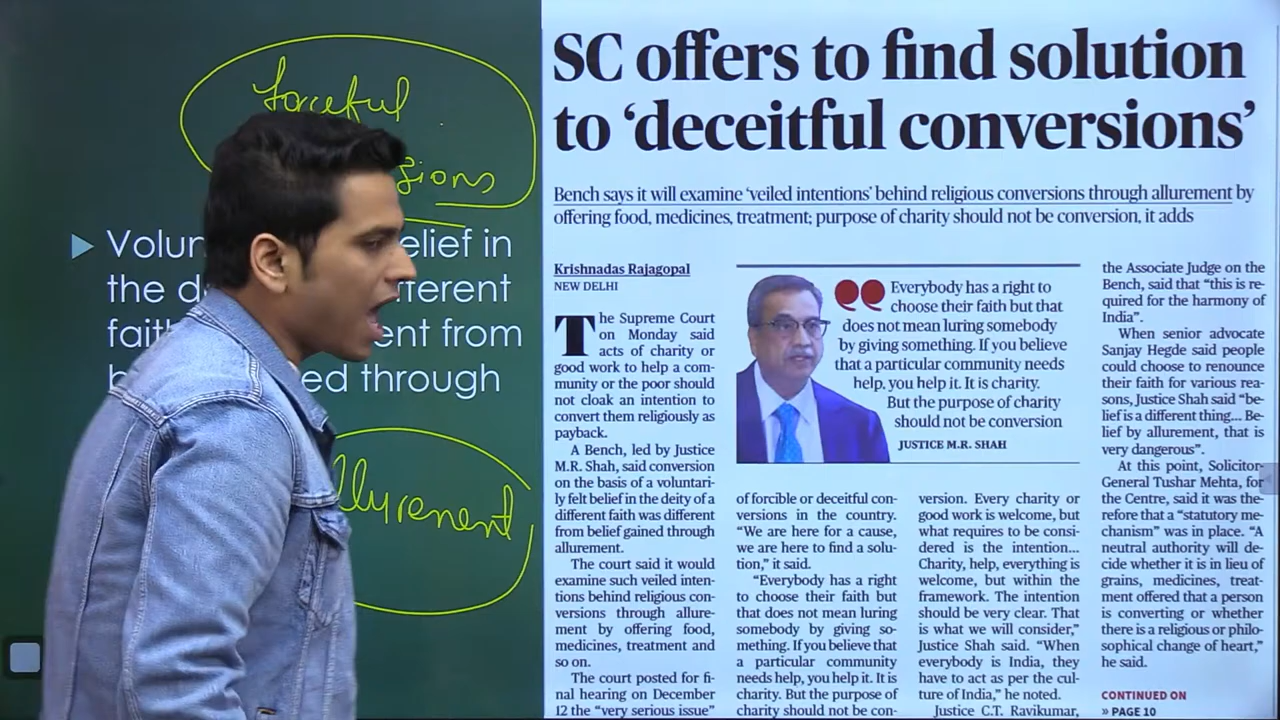 forceful
sions
Volun elief in
the d fferent
faith ent from
b ed through
allurement
SC offers to find solution
to ‘deceitful conversions’
Bench says it will examine ‘veiled intentions’ behind religious conversions through allurement by
offering food, medicines, treatment; purpose of charity should not be conversion, it adds
Krishnadas Rajagopal
NEW DELHI
The Supreme Court
on Monday said
acts of charity or
good work to help a com-
munity or the poor should
not cloak an intention to
convert them religiously as
payback.
A Bench, led by Justice
M.R. Shah, said conversion
on the basis of a voluntari-
ly felt belief in the deity of a
different faith was different
from belief gained through
allurement.
The court said it would
examine such veiled inten-
tions behind religious con-
versions through allure-
ment by offering food,
medicines, treatment and
so on.
The court posted for fi-
nal hearing on December
12 the “very serious issue”
Everybody has a right to
choose their faith but that
does not mean luring somebody
by giving something. If you believe
that a particular community needs
help, you help it. It is charity.
But the purpose of charity
should not be conversion
JUSTICE M.R. SHAH
of forcible or deceitful con-
versions in the country.
“We are here for a cause,
we are here to find a solu-
tion,” it said.
“Everybody has a right
to choose their faith but
that does not mean luring
somebody by giving so-
mething. If you believe that
a particular community
needs help, you help it. It is
charity. But the purpose of
charity should not be con-
version. Every charity or
good work is welcome, but
what requires to be consi-
dered is the intention...
Charity, help, everything is
welcome, but within the
framework. The intention
should be very clear. That
is what we will consider,”
Justice Shah said. “When
everybody is India, they
have to act as per the cul-
ture of India,” he noted.
Justice C.T. Ravikumar,
the Associate Judge on the
Bench, said that “this is re-
quired for the harmony of
India”.
When senior advocate
Sanjay Hegde said people
could choose to renounce
their faith for various rea-
sons, Justice Shah said “be-
lief is a different thing... Be-
lief by allurement, that is
very dangerous”.
At this point, Solicitor-
General Tushar Mehta, for
the Centre, said it was the-
refore that a “statutory me-
chanism” was in place. “A
neutral authority will de-
cide whether it is in lieu of
grains, medicines, treat-
ment offered that a person
is converting or whether
there is a religious or philo-
sophical change of heart,”
he said.
CONTINUED ON
» PAGE 10